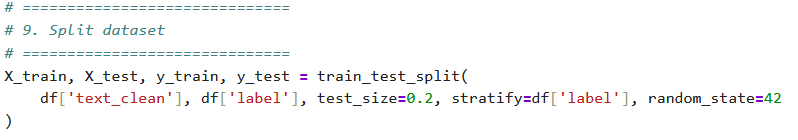 # ==============================
# 9. Split dataset
# ==============================
X_train, X_test, y_train, y_test = train_test_split(
    df['text_clean'], df['label'], test_size=0.2, stratify=df['label'], random_state=42
)